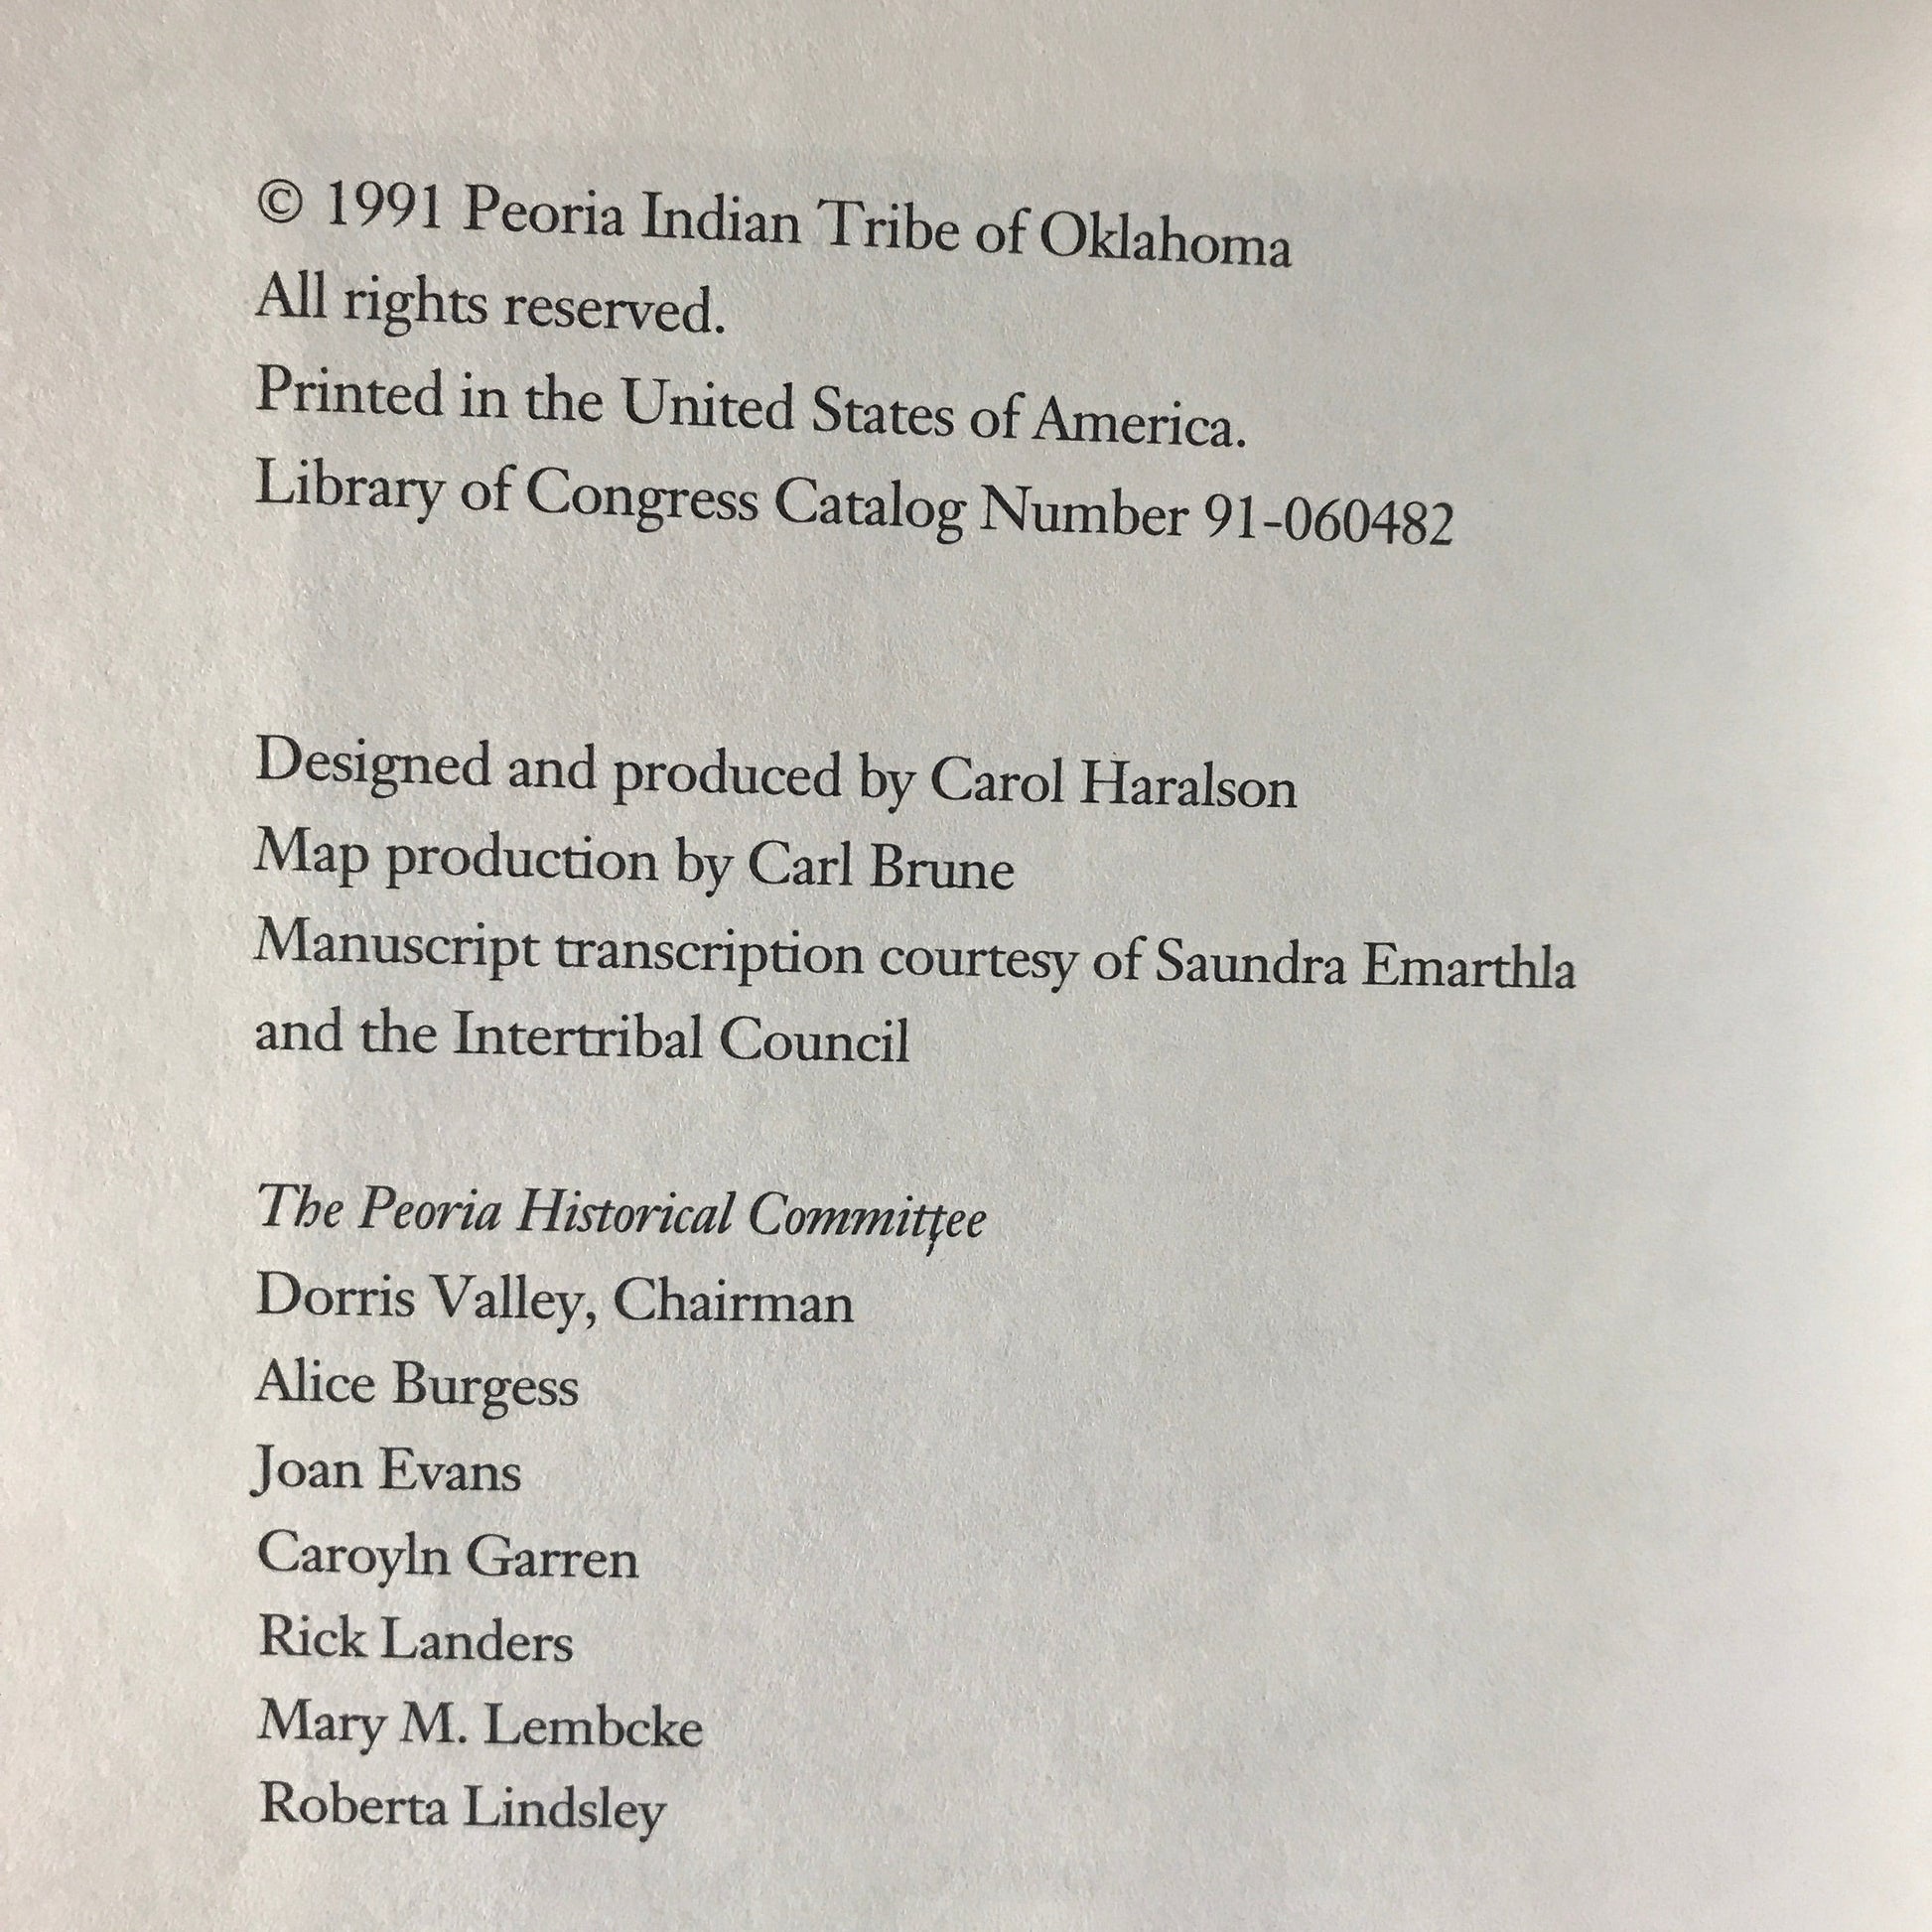 © 1991 Peoria Indian Tribe of Oklahoma
All rights reserved.
Printed in the United States of America.
Library of Congress Catalog Number 91-060482
Designed and produced by Carol Haralson
Map production by Carl Brune
Manuscript transcription courtesy of Saundra Emarthla
and the Intertribal Council
The Peoria Historical Committee
Dorris Valley, Chairman
Alice Burgess
Joan Evans
Caroyln Garren
Rick Landers
Mary M. Lembcke
Roberta Lindsley